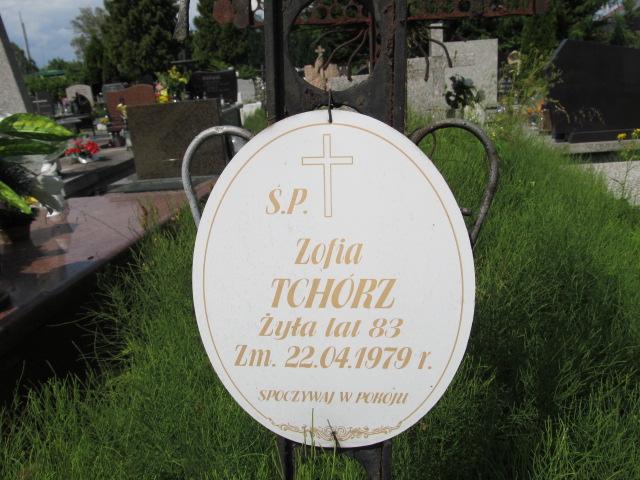 Ś.P.
Zofia
TCHÓRZ
Żyła lat 83
Zm. 22.04.1979 r.
SPOCZYWAJ W POKOJU